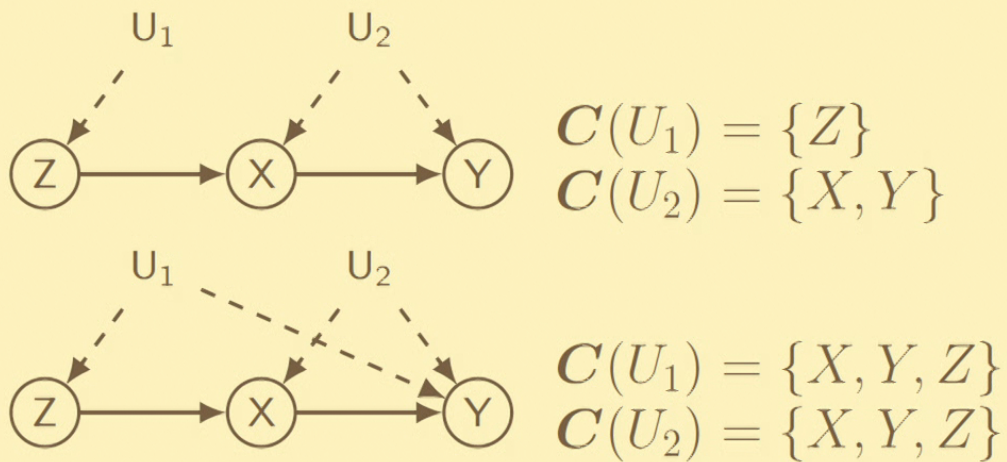 U₁ U₂
Z X Y
C(U₁) = {Z}
C(U₂) = {X, Y}
U₁ U₂
Z X Y
C(U₁) = {X, Y, Z}
C(U₂) = {X, Y, Z}